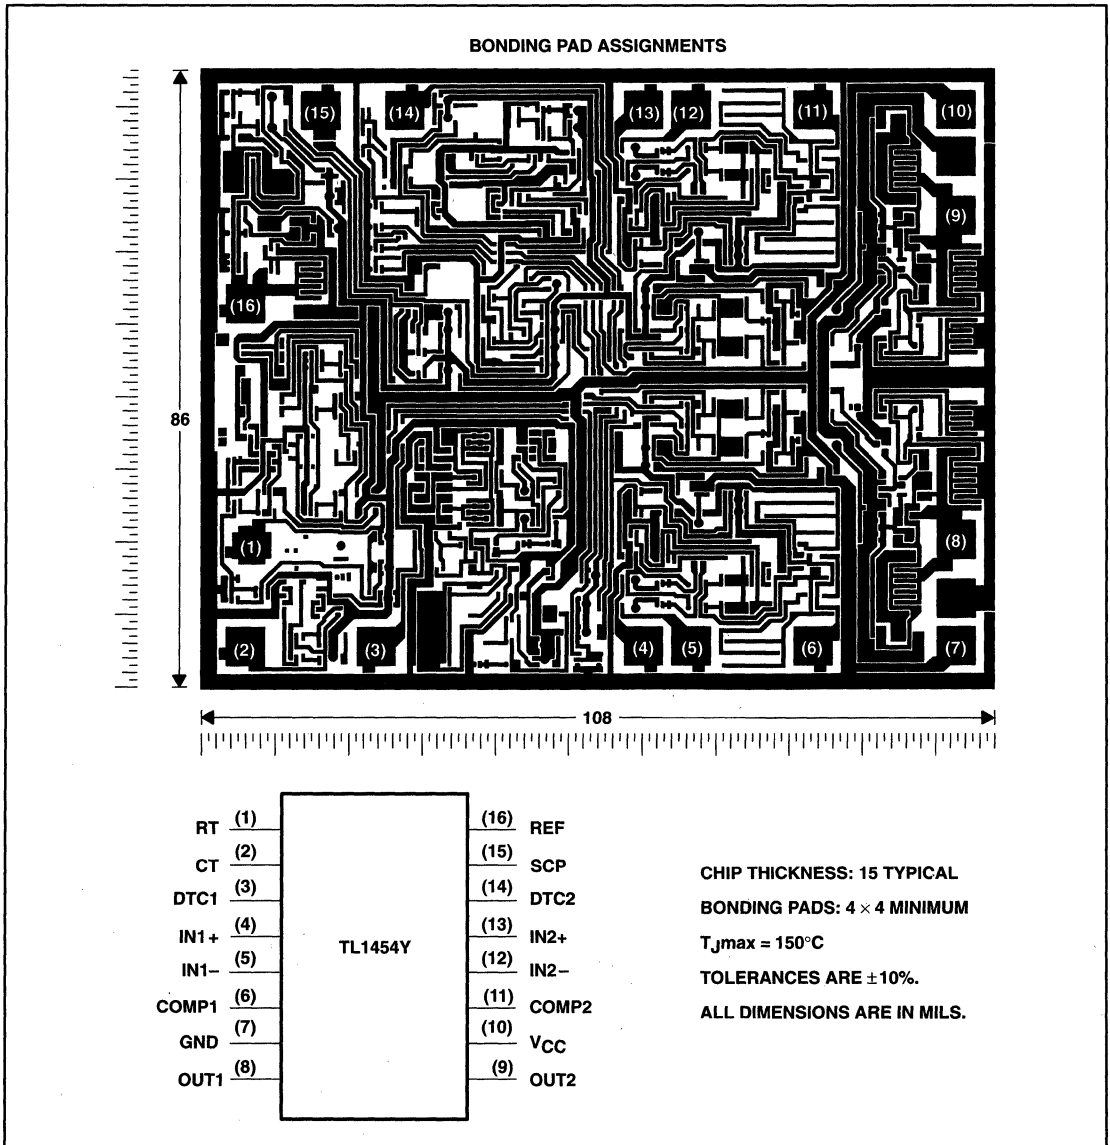 BONDING PAD ASSIGNMENTS
(15) (14) (13) (12) (11) (10)
(9)
(16)
86
(1)
(8)
(2) (3) (4) (5) (6) (7)
108
RT (1) (16) REF
CT (2) (15) SCP
DTC1 (3) (14) DTC2
IN1+ (4) (13) IN2+
IN1− (5) (12) IN2−
COMP1 (6) (11) COMP2
GND (7) (10) VCC
OUT1 (8) (9) OUT2
TL1454Y
CHIP THICKNESS: 15 TYPICAL
BONDING PADS: 4 × 4 MINIMUM
TJmax = 150°C
TOLERANCES ARE ±10%.
ALL DIMENSIONS ARE IN MILS.